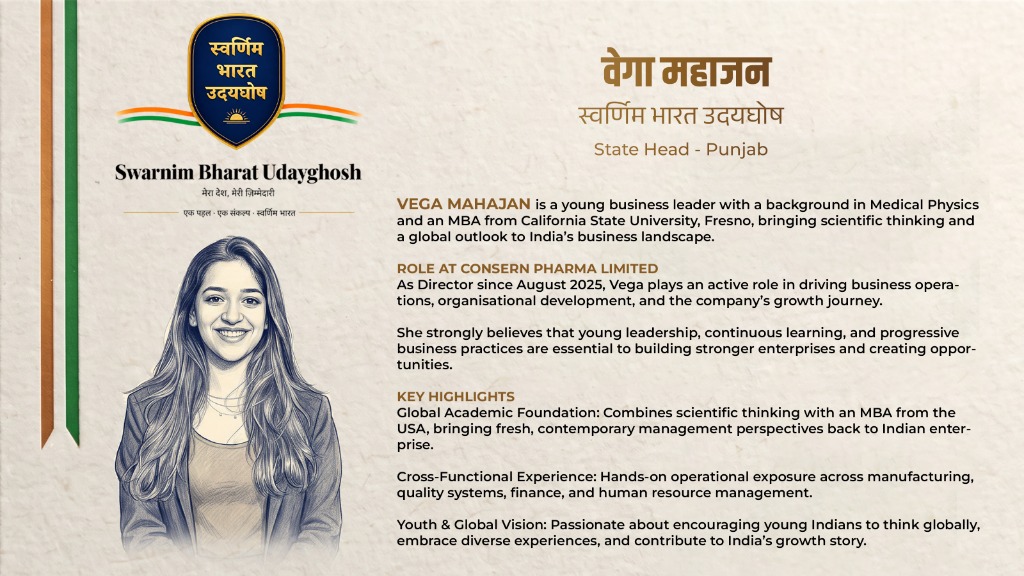 स्वर्णिम
भारत
उदयघोष
Swarnim Bharat Udayghosh
मेरा देश, मेरी ज़िम्मेदारी
एक पहल · एक संकल्प · स्वर्णिम भारत
वेगा महाजन
स्वर्णिम भारत उदयघोष
State Head - Punjab
VEGA MAHAJAN is a young business leader with a background in Medical Physics
and an MBA from California State University, Fresno, bringing scientific thinking and
a global outlook to India's business landscape.
ROLE AT CONSERN PHARMA LIMITED
As Director since August 2025, Vega plays an active role in driving business opera-
tions, organisational development, and the company's growth journey.
She strongly believes that young leadership, continuous learning, and progressive
business practices are essential to building stronger enterprises and creating oppor-
tunities.
KEY HIGHLIGHTS
Global Academic Foundation: Combines scientific thinking with an MBA from the
USA, bringing fresh, contemporary management perspectives back to Indian enter-
prise.
Cross-Functional Experience: Hands-on operational exposure across manufacturing,
quality systems, finance, and human resource management.
Youth & Global Vision: Passionate about encouraging young Indians to think globally,
embrace diverse experiences, and contribute to India's growth story.